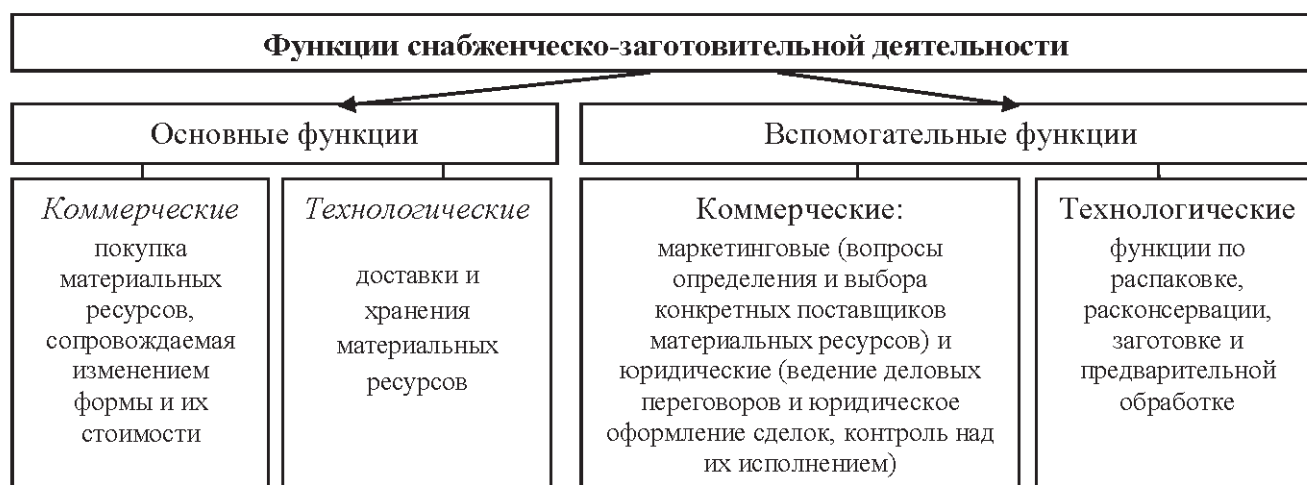 Функции снабженческо-заготовительной деятельности
Основные функции
Вспомогательные функции
Коммерческие
покупка
материальных
ресурсов,
сопровождаемая
изменением
формы и их
стоимости
Технологические
доставки и
хранения
материальных
ресурсов
Коммерческие:
маркетинговые (вопросы
определения и выбора
конкретных поставщиков
материальных ресурсов) и
юридические (ведение деловых
переговоров и юридическое
оформление сделок, контроль над
их исполнением)
Технологические
функции по
распаковке,
расконсервации,
заготовке и
предварительной
обработке